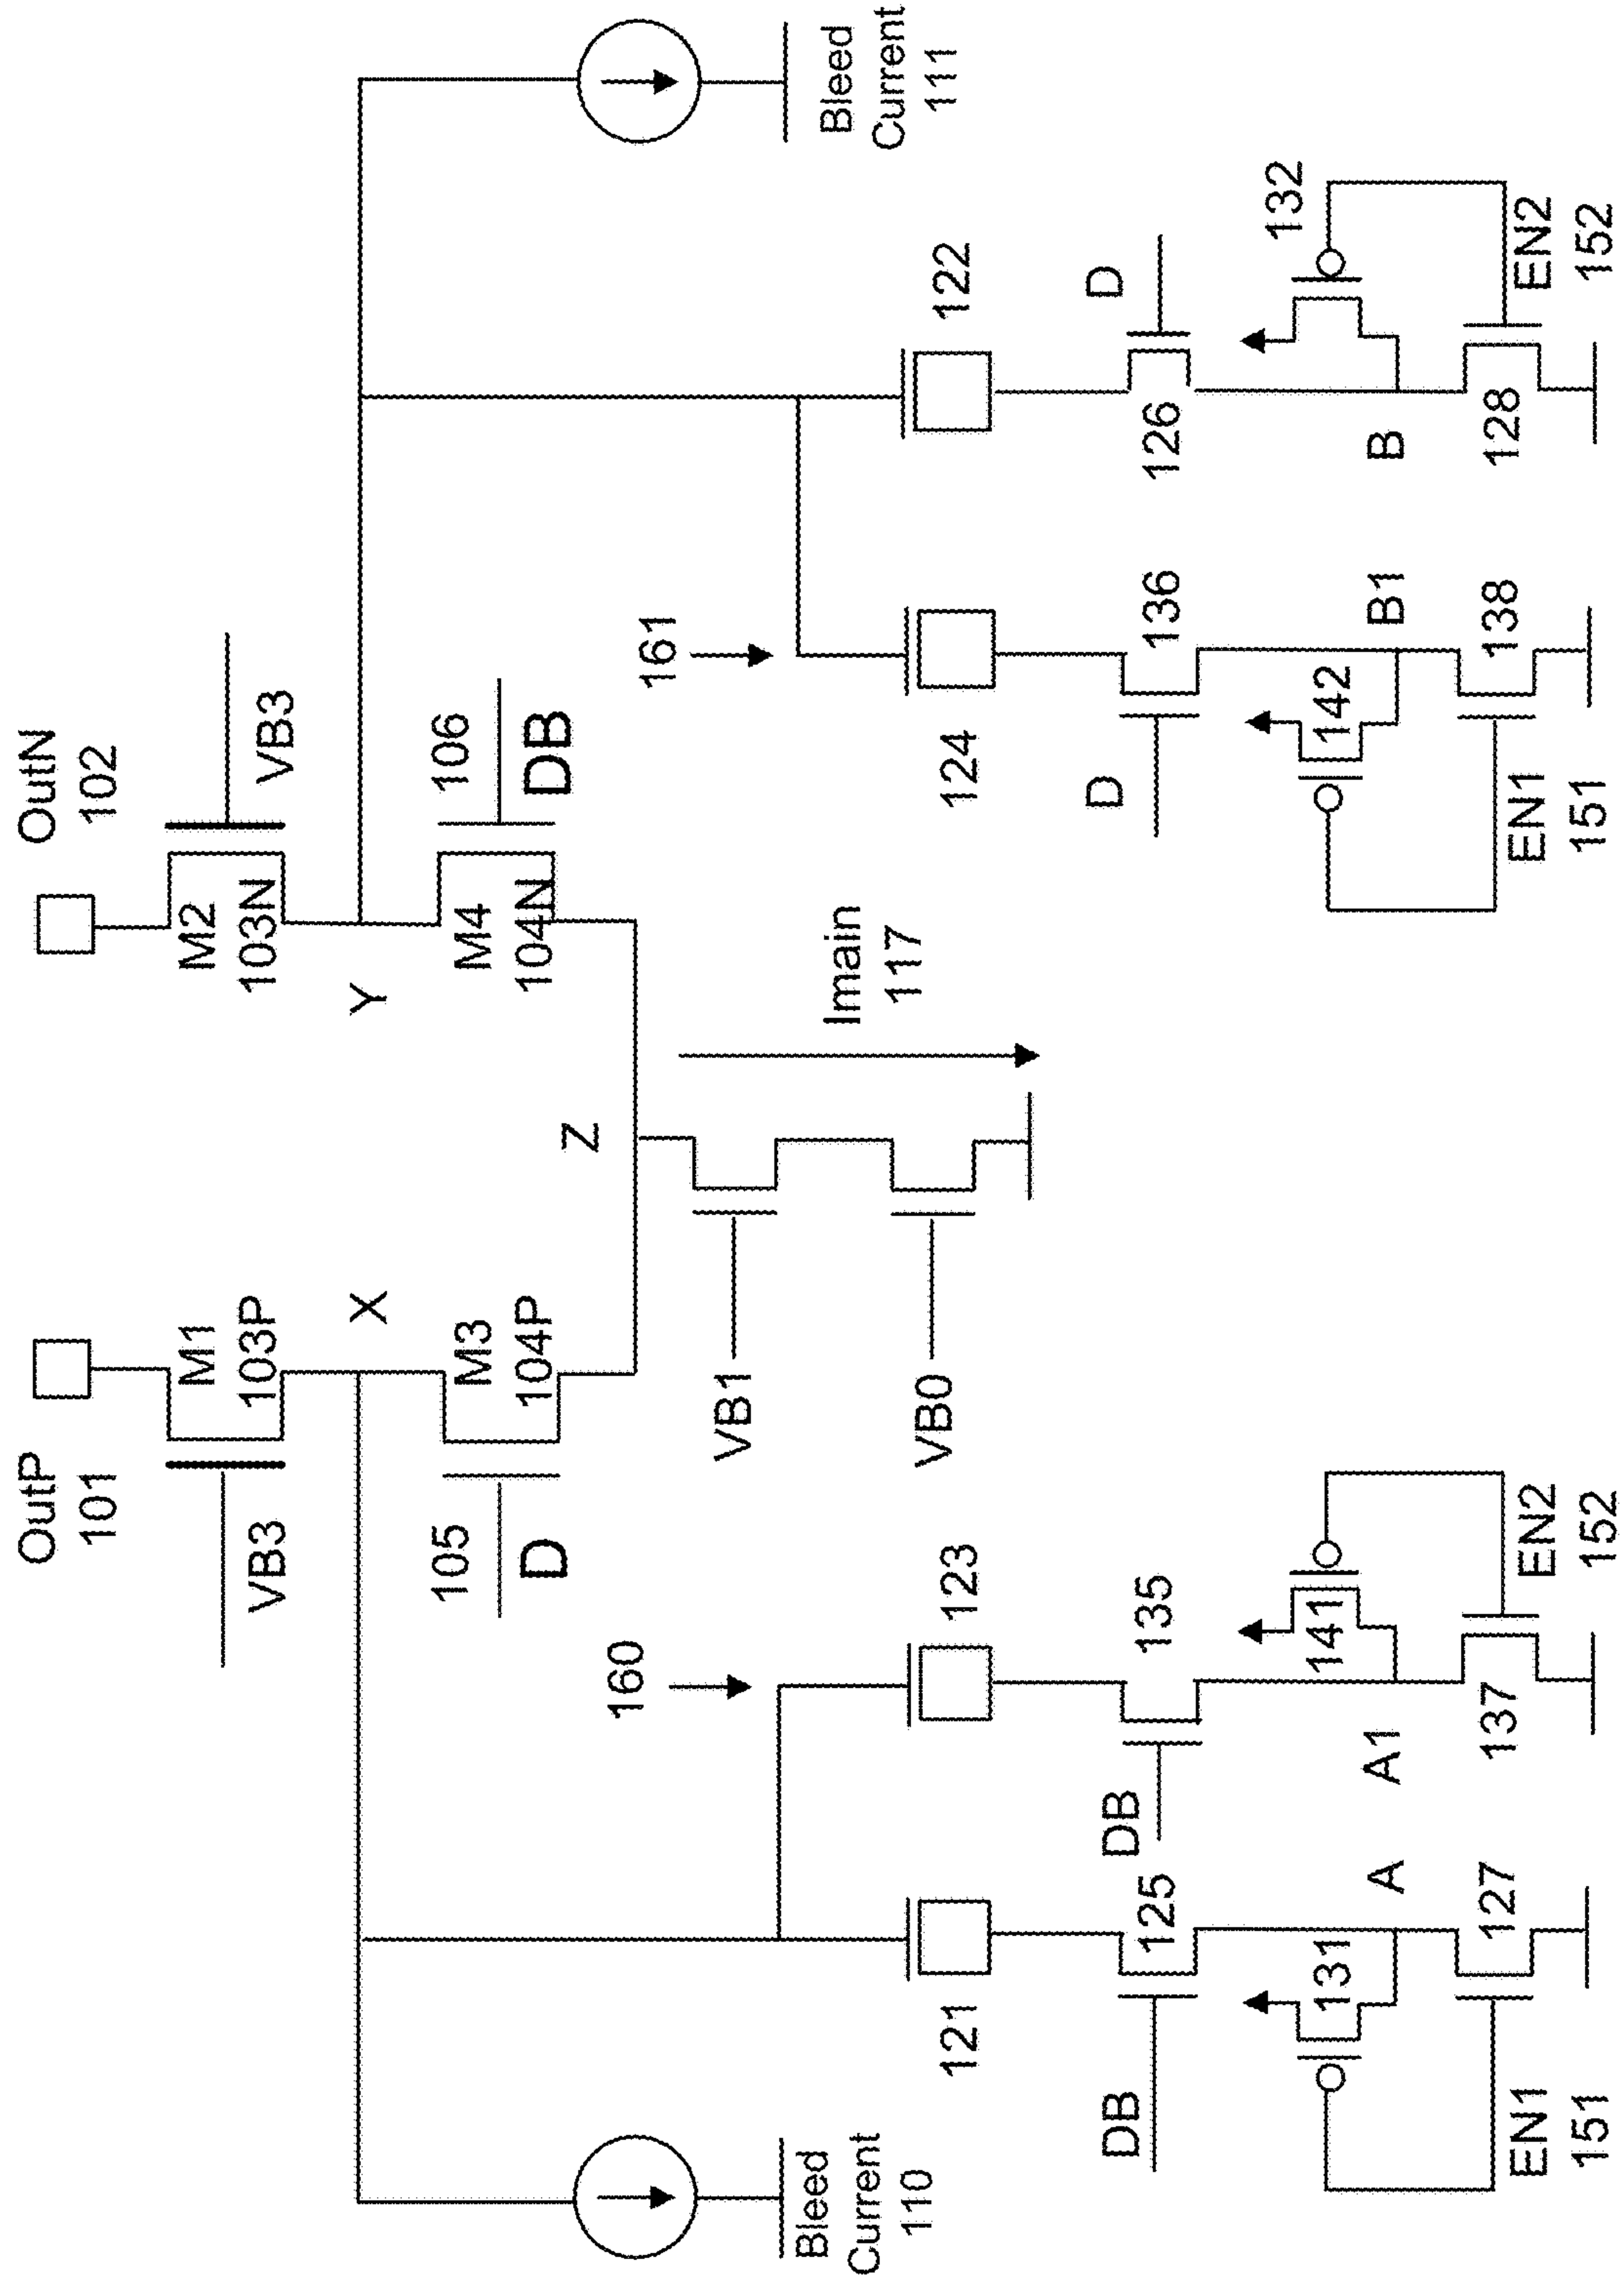 OutP
101
OutN
102
VB3
M1
103P
M2
103N
VB3
X
Y
105
D
M3
104P
M4
104N
106
DB
Z
VB1
VB0
Imain
117
Bleed
Current
110
Bleed
Current
111
160
161
121
123
124
122
DB
125
DB
135
D
136
126
D
131
141
142
132
A
A1
B1
B
127
137
138
128
EN1
151
EN2
152
EN1
151
EN2
152